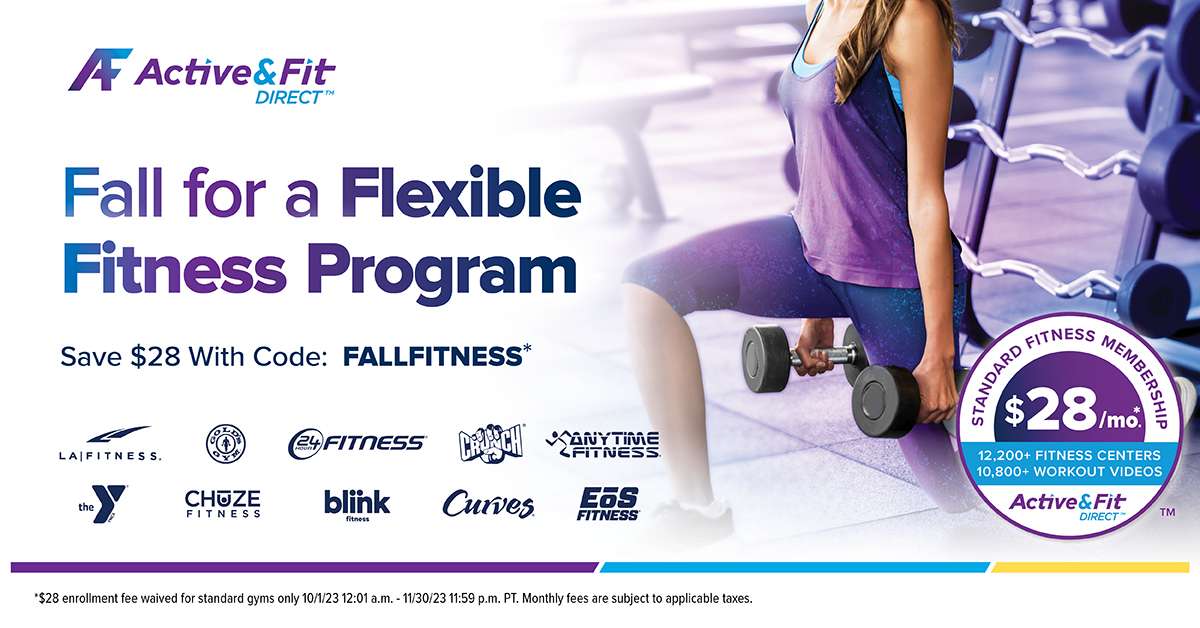 Active&Fit
DIRECT™
Fall for a Flexible
Fitness Program
Save $28 With Code: FALLFITNESS*
LA|FITNESS.
GOLD'S GYM
24 HOUR FITNESS
CRUNCH
ANYTIME FITNESS
the Y
CHUZE FITNESS
blink fitness
Curves
EōS FITNESS
STANDARD FITNESS MEMBERSHIP
$28/mo.*
12,200+ FITNESS CENTERS
10,800+ WORKOUT VIDEOS
Active&Fit
DIRECT™
TM
*$28 enrollment fee waived for standard gyms only 10/1/23 12:01 a.m. - 11/30/23 11:59 p.m. PT. Monthly fees are subject to applicable taxes.